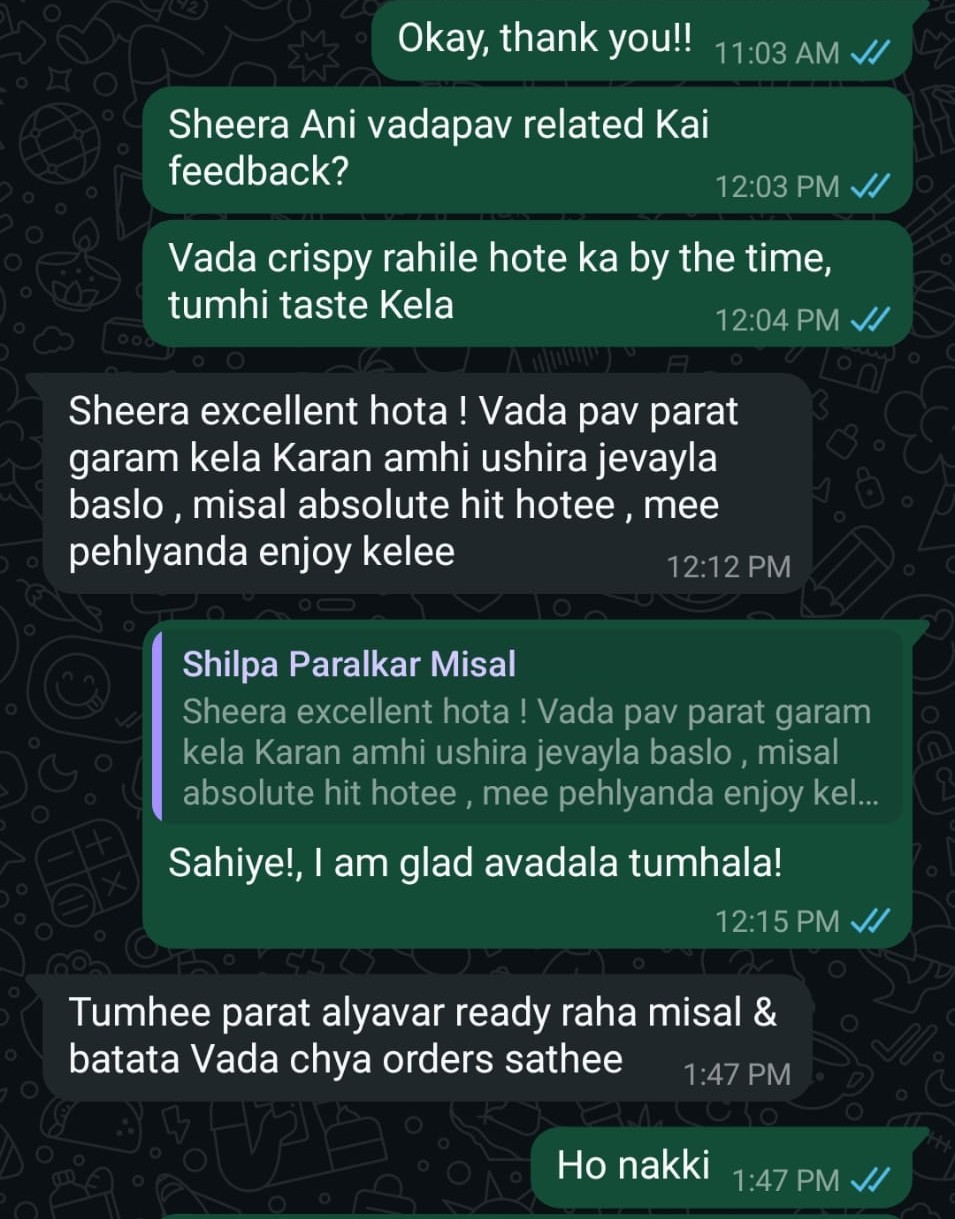 Okay, thank you!! 11:03 AM
Sheera Ani vadapav related Kai
feedback?
12:03 PM
Vada crispy rahile hote ka by the time,
tumhi taste Kela
12:04 PM
Sheera excellent hota ! Vada pav parat
garam kela Karan amhi ushira jevayla
baslo , misal absolute hit hotee , mee
pehlyanda enjoy kelee
12:12 PM
Shilpa Paralkar Misal
Sheera excellent hota ! Vada pav parat garam
kela Karan amhi ushira jevayla baslo , misal
absolute hit hotee , mee pehlyanda enjoy kel...
Sahiye!, I am glad avadala tumhala!
12:15 PM
Tumhee parat alyavar ready raha misal &
batata Vada chya orders sathee
1:47 PM
Ho nakki 1:47 PM